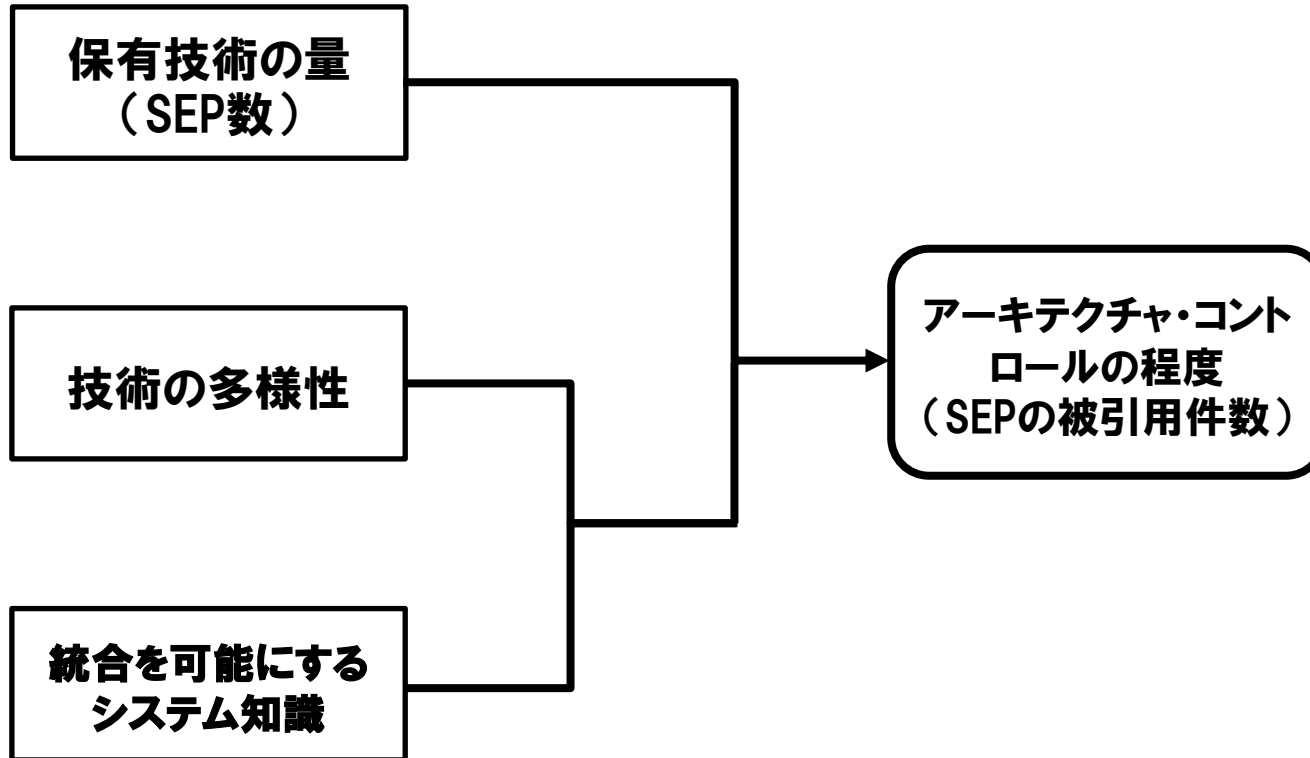 保有技術の量
（SEP数）
技術の多様性
統合を可能にする
システム知識
アーキテクチャ・コント
ロールの程度
（SEPの被引用件数）